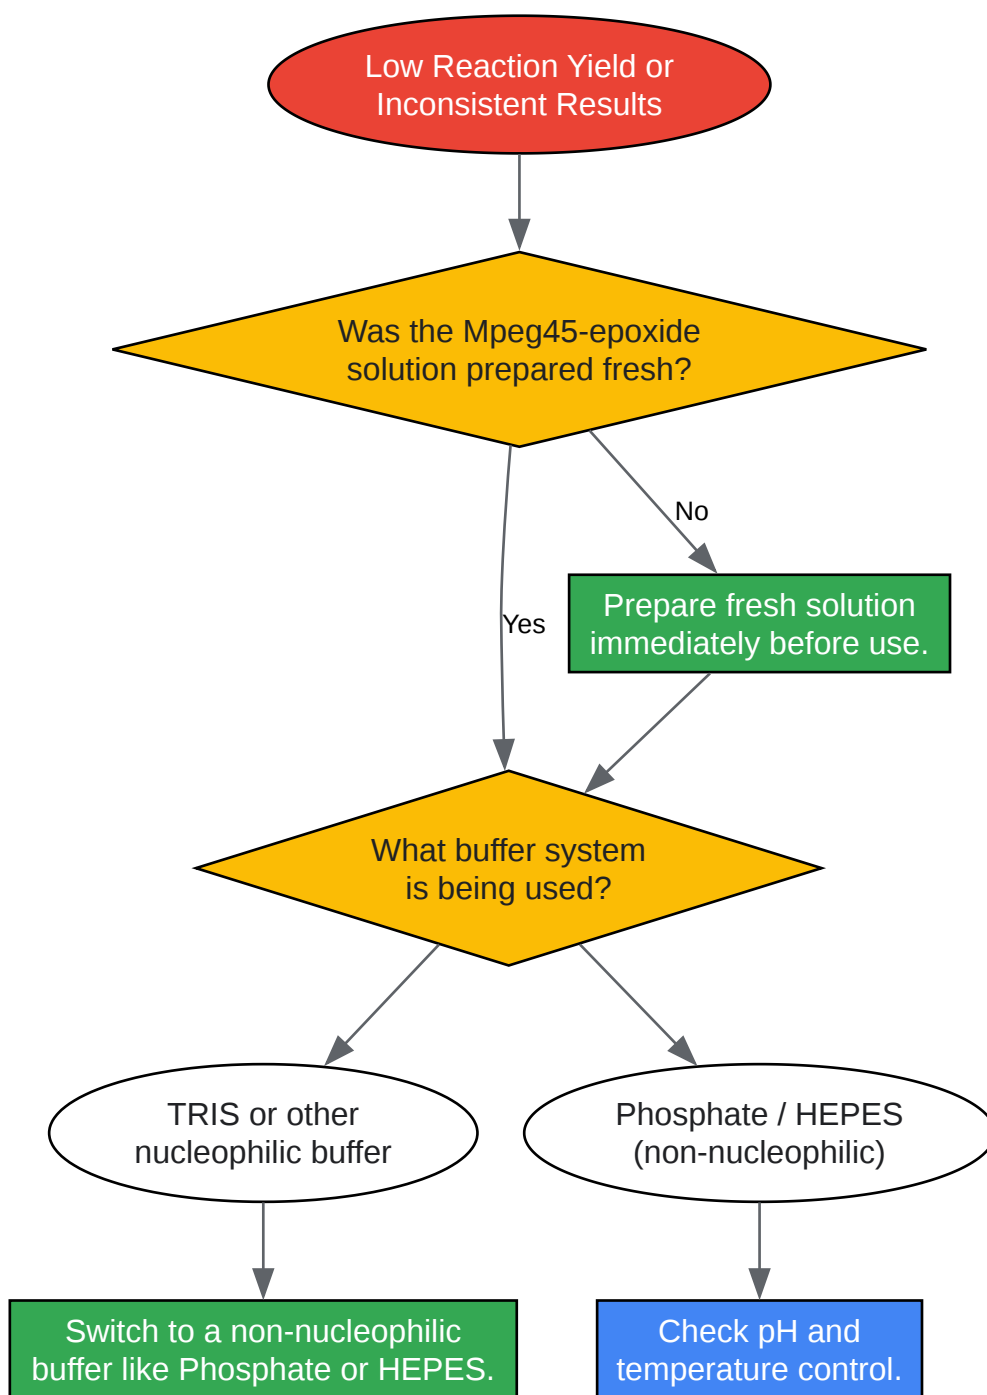 Low Reaction Yield or
Inconsistent Results
Was the Mpeg45-epoxide
solution prepared fresh?
No
Prepare fresh solution
immediately before use.
Yes
What buffer system
is being used?
TRIS or other
nucleophilic buffer
Phosphate / HEPES
(non-nucleophilic)
Switch to a non-nucleophilic
buffer like Phosphate or HEPES.
Check pH and
temperature control.